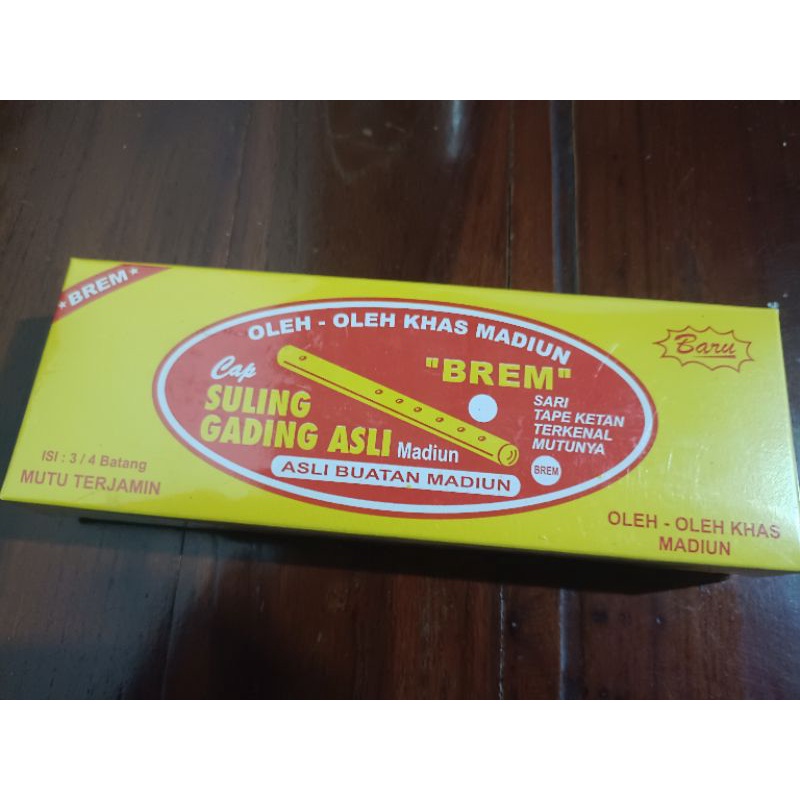 *BREM*
OLEH - OLEH KHAS MADIUN
Baru
Cap
SULING
GADING ASLI Madiun
"BREM"
SARI
TAPE KETAN
TERKENAL
MUTUNYA
BREM
ASLI BUATAN MADIUN
ISI : 3 / 4 Batang
MUTU TERJAMIN
OLEH - OLEH KHAS
MADIUN